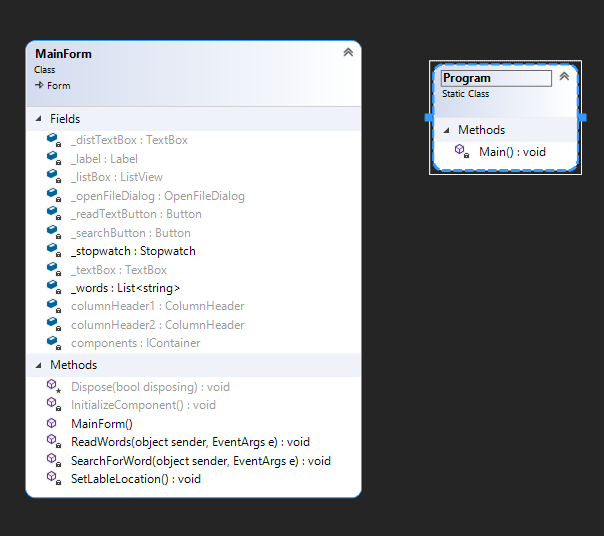 MainForm
Class
Form
Fields
_distTextBox : TextBox
_label : Label
_listBox : ListView
_openFileDialog : OpenFileDialog
_readTextButton : Button
_searchButton : Button
_stopwatch : Stopwatch
_textBox : TextBox
_words : List<string>
columnHeader1 : ColumnHeader
columnHeader2 : ColumnHeader
components : IContainer
Methods
Dispose(bool disposing) : void
InitializeComponent() : void
MainForm()
ReadWords(object sender, EventArgs e) : void
SearchForWord(object sender, EventArgs e) : void
SetLableLocation() : void
Program
Static Class
Methods
Main() : void